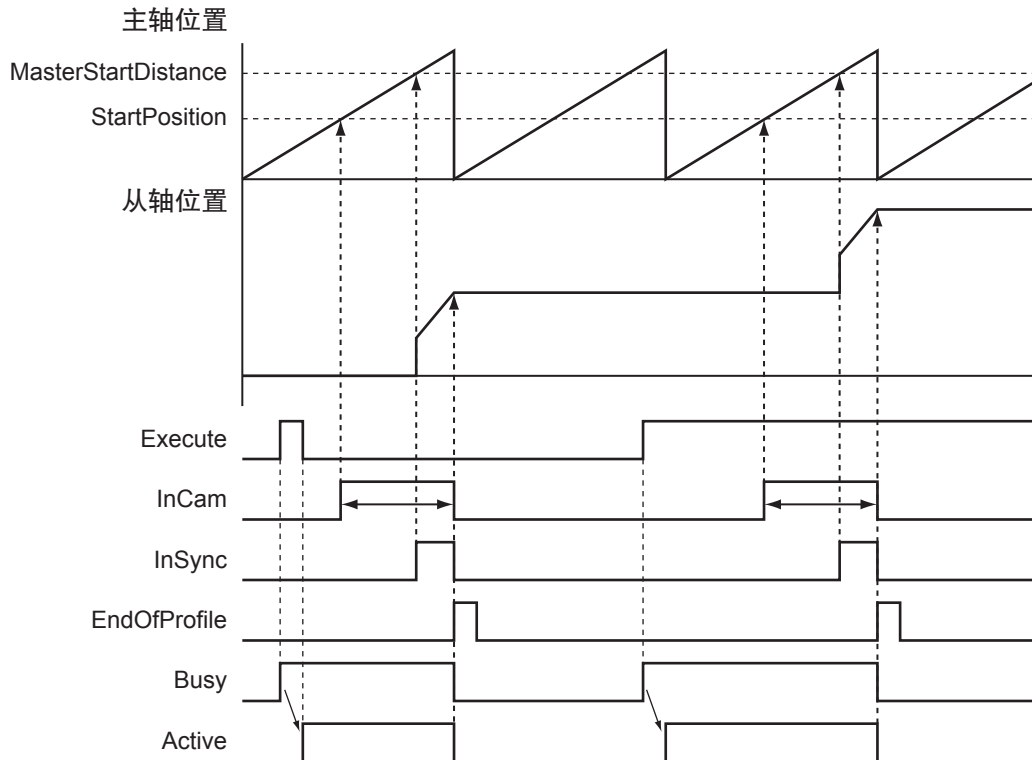 主轴位置
MasterStartDistance
StartPosition
从轴位置
Execute
InCam
InSync
EndOfProfile
Busy
Active